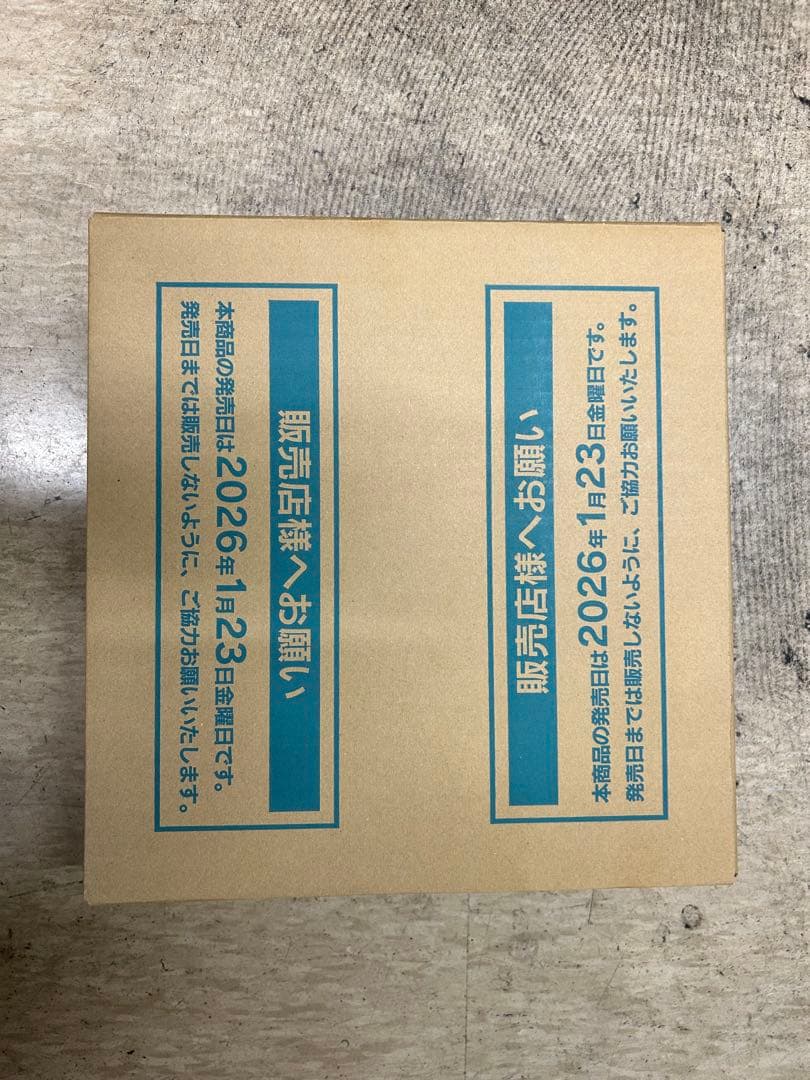 販売店様へお願い
本商品の発売日は2026年1月23日金曜日です。
発売日までは販売しないように、ご協力お願いいたします。
販売店様へお願い
本商品の発売日は2026年1月23日金曜日です。
発売日までは販売しないように、ご協力お願いいたします。